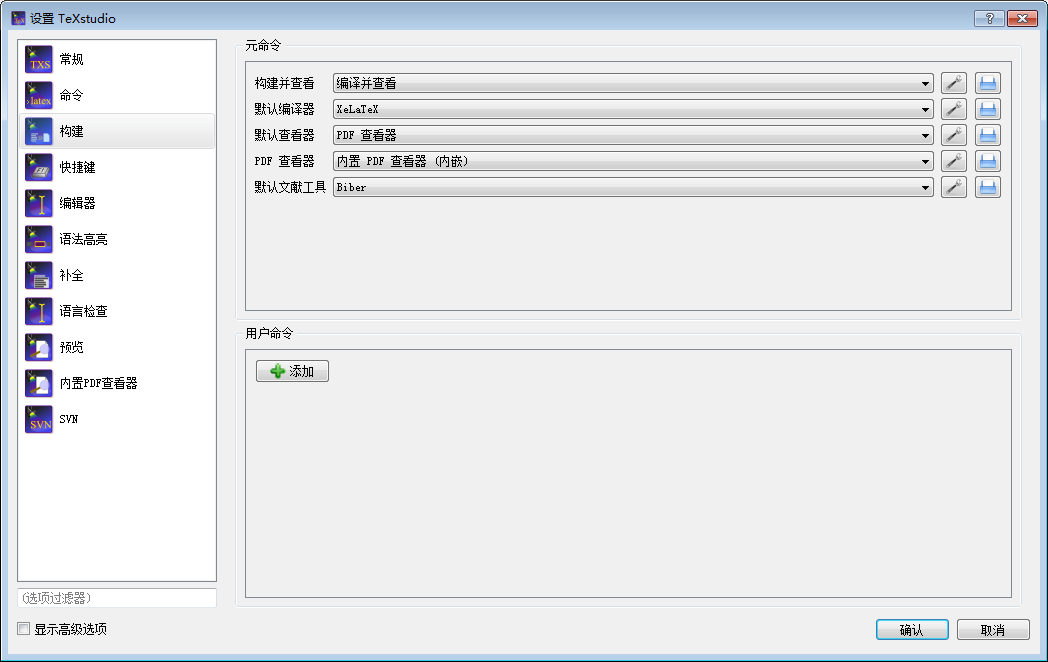 设置 TeXstudio
常规
命令
构建
快捷键
编辑器
语法高亮
补全
语言检查
预览
内置PDF查看器
SVN
(选项过滤器)
显示高级选项
元命令
构建并查看 编译并查看
默认编译器 XeLaTeX
默认查看器 PDF 查看器
PDF 查看器 内置 PDF 查看器 (内嵌)
默认文献工具 Biber
用户命令
添加
确认 取消